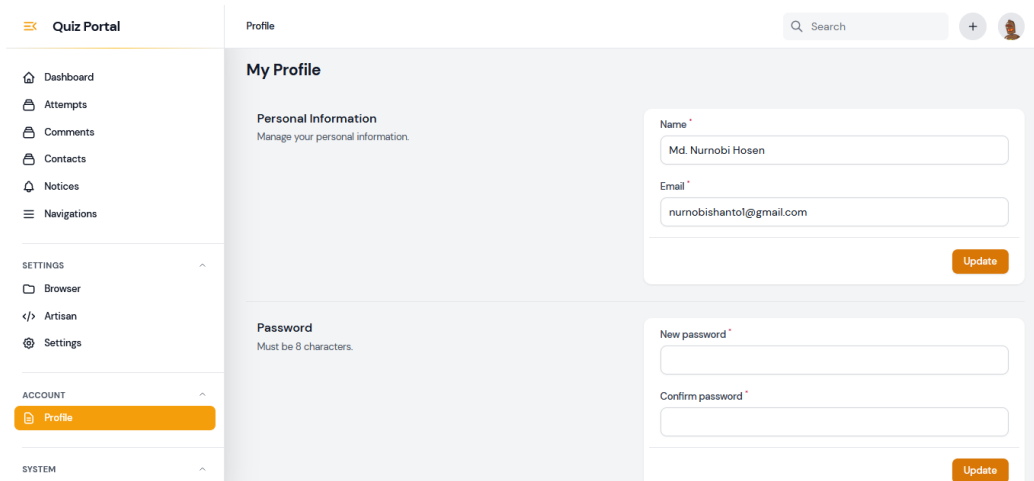 Quiz Portal
Profile
Search
Dashboard
Attempts
Comments
Contacts
Notices
Navigations
SETTINGS
Browser
Artisan
Settings
ACCOUNT
Profile
SYSTEM
My Profile
Personal Information
Manage your personal information.
Name*
Md. Nurnobi Hosen
Email*
nurnobishanto1@gmail.com
Update
Password
Must be 8 characters.
New password*
Confirm password*
Update